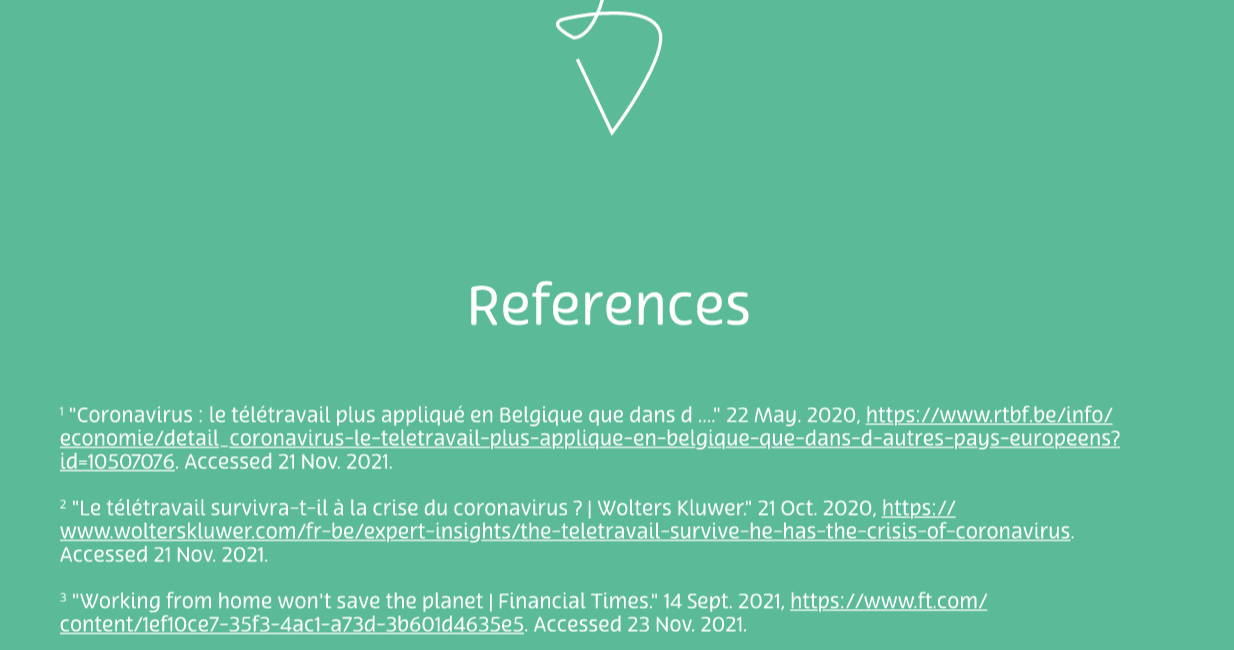 References
¹ "Coronavirus : le télétravail plus appliqué en Belgique que dans d ...." 22 May. 2020, https://www.rtbf.be/info/
economie/detail_coronavirus-le-teletravail-plus-applique-en-belgique-que-dans-d-autres-pays-europeens?
id=10507076. Accessed 21 Nov. 2021.
² "Le télétravail survivra-t-il à la crise du coronavirus ? | Wolters Kluwer." 21 Oct. 2020, https://
www.wolterskluwer.com/fr-be/expert-insights/the-teletravail-survive-he-has-the-crisis-of-coronavirus.
Accessed 21 Nov. 2021.
³ "Working from home won't save the planet | Financial Times." 14 Sept. 2021, https://www.ft.com/
content/1ef10ce7-35f3-4ac1-a73d-3b601d4635e5. Accessed 23 Nov. 2021.